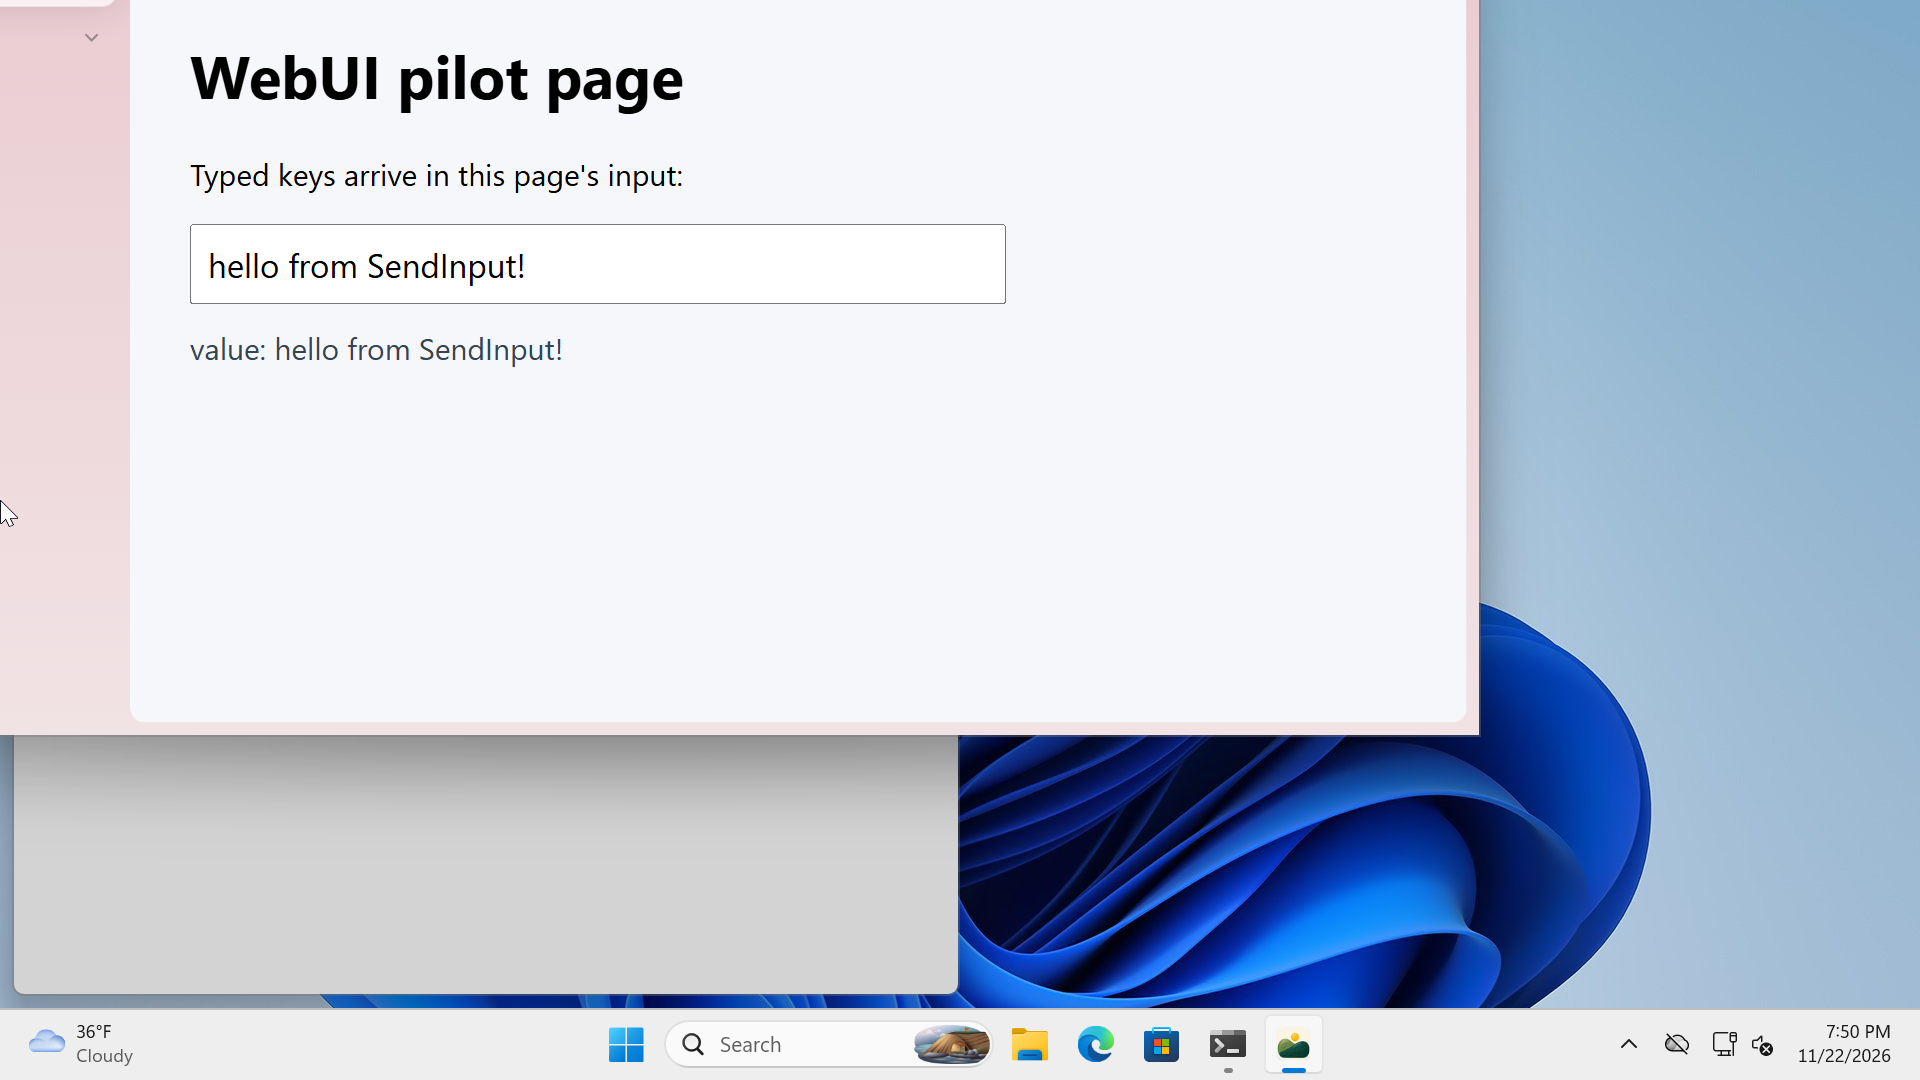 WebUI pilot page
Typed keys arrive in this page's input:
hello from SendInput!
value: hello from SendInput!
36°F
Cloudy
Search
7:50 PM
11/22/2026